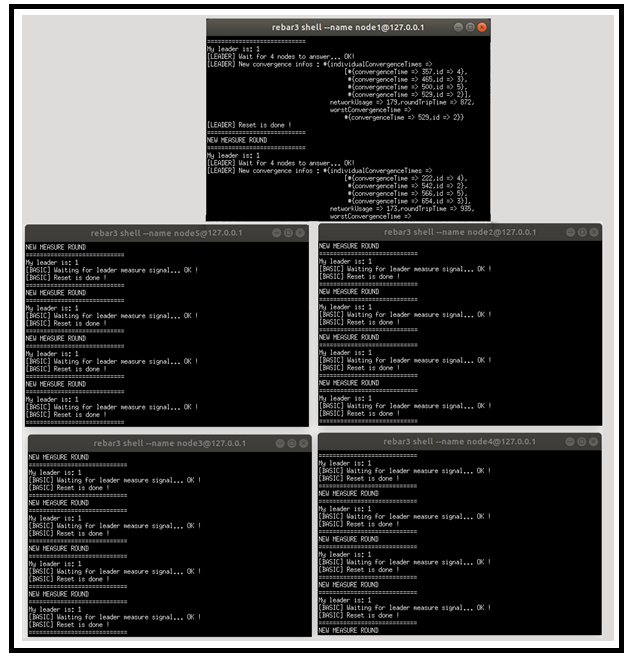 rebar3 shell --name node1@127.0.0.1
===========================
My leader is: 1
[LEADER] Wait for 4 nodes to answer... OK!
[LEADER] New convergence infos : #{individualConvergenceTimes =>
[#{convergenceTime => 357,id => 4},
#{convergenceTime => 465,id => 3},
#{convergenceTime => 500,id => 5},
#{convergenceTime => 529,id => 2}],
networkUsage => 179,roundTripTime => 872,
worstConvergenceTime =>
#{convergenceTime => 529,id => 2}}
[LEADER] Reset is done !
===========================
NEW MEASURE ROUND
===========================
My leader is: 1
[LEADER] Wait for 4 nodes to answer... OK!
[LEADER] New convergence infos : #{individualConvergenceTimes =>
[#{convergenceTime => 222,id => 4},
#{convergenceTime => 542,id => 2},
#{convergenceTime => 566,id => 5},
#{convergenceTime => 654,id => 3}],
networkUsage => 173,roundTripTime => 935,
worstConvergenceTime =>
rebar3 shell --name node5@127.0.0.1
NEW MEASURE ROUND
===========================
My leader is: 1
[BASIC] Waiting for leader measure signal... OK !
[BASIC] Reset is done !
===========================
NEW MEASURE ROUND
===========================
My leader is: 1
[BASIC] Waiting for leader measure signal... OK !
[BASIC] Reset is done !
===========================
NEW MEASURE ROUND
===========================
My leader is: 1
[BASIC] Waiting for leader measure signal... OK !
[BASIC] Reset is done !
===========================
NEW MEASURE ROUND
===========================
My leader is: 1
[BASIC] Waiting for leader measure signal... OK !
[BASIC] Reset is done !
===========================
rebar3 shell --name node2@127.0.0.1
NEW MEASURE ROUND
===========================
My leader is: 1
[BASIC] Waiting for leader measure signal... OK !
[BASIC] Reset is done !
===========================
NEW MEASURE ROUND
===========================
My leader is: 1
[BASIC] Waiting for leader measure signal... OK !
[BASIC] Reset is done !
===========================
NEW MEASURE ROUND
===========================
My leader is: 1
[BASIC] Waiting for leader measure signal... OK !
[BASIC] Reset is done !
===========================
NEW MEASURE ROUND
===========================
My leader is: 1
[BASIC] Waiting for leader measure signal... OK !
[BASIC] Reset is done !
===========================
rebar3 shell --name node3@127.0.0.1
NEW MEASURE ROUND
===========================
My leader is: 1
[BASIC] Waiting for leader measure signal... OK !
[BASIC] Reset is done !
===========================
NEW MEASURE ROUND
===========================
My leader is: 1
[BASIC] Waiting for leader measure signal... OK !
[BASIC] Reset is done !
===========================
NEW MEASURE ROUND
===========================
My leader is: 1
[BASIC] Waiting for leader measure signal... OK !
[BASIC] Reset is done !
===========================
NEW MEASURE ROUND
===========================
My leader is: 1
[BASIC] Waiting for leader measure signal... OK !
[BASIC] Reset is done !
===========================
rebar3 shell --name node4@127.0.0.1
===========================
My leader is: 1
[BASIC] Waiting for leader measure signal... OK !
[BASIC] Reset is done !
===========================
NEW MEASURE ROUND
===========================
My leader is: 1
[BASIC] Waiting for leader measure signal... OK !
[BASIC] Reset is done !
===========================
NEW MEASURE ROUND
===========================
My leader is: 1
[BASIC] Waiting for leader measure signal... OK !
[BASIC] Reset is done !
===========================
NEW MEASURE ROUND
===========================
My leader is: 1
[BASIC] Waiting for leader measure signal... OK !
[BASIC] Reset is done !
===========================
NEW MEASURE ROUND